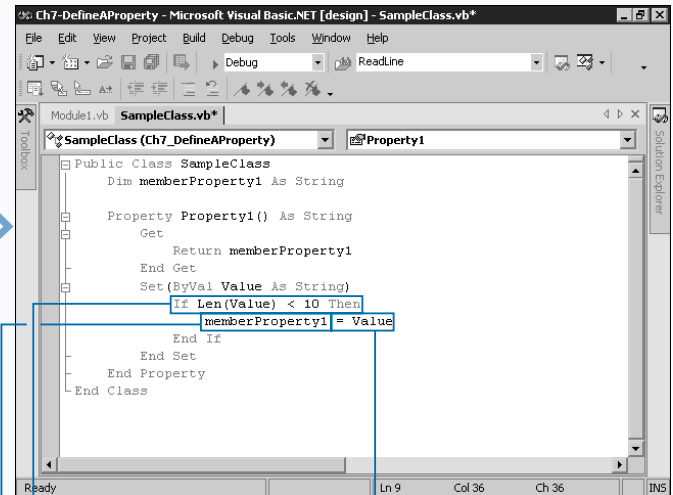 Ch7-DefineAProperty - Microsoft Visual Basic.NET [design] - SampleClass.vb*
File Edit View Project Build Debug Tools Window Help
Debug ReadLine
Module1.vb SampleClass.vb*
SampleClass (Ch7_DefineAProperty) Property1
Toolbox
Solution Explorer
Public Class SampleClass
Dim memberProperty1 As String
Property Property1() As String
Get
Return memberProperty1
End Get
Set(ByVal Value As String)
If Len(Value) < 10 Then
memberProperty1 = Value
End If
End Set
End Property
End Class
Ready Ln 9 Col 36 Ch 36 INS